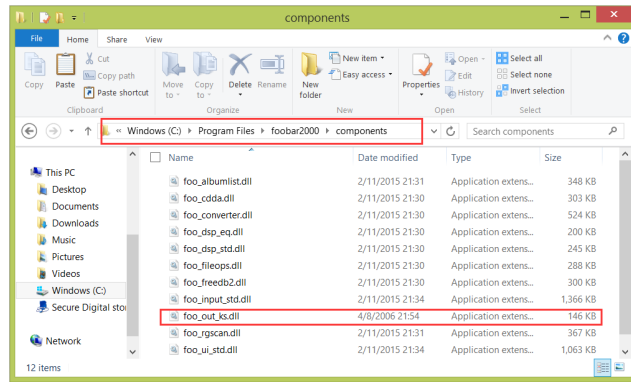 components
File Home Share View
Copy
Paste
Cut
Copy path
Paste shortcut
Clipboard
Move to
Copy to
Delete
Rename
Organize
New folder
New item
Easy access
New
Properties
Open
Edit
History
Open
Select all
Select none
Invert selection
Select
« Windows (C:) Program Files foobar2000 components
Search components
This PC
Desktop
Documents
Downloads
Music
Pictures
Videos
Windows (C:)
Secure Digital stor
Network
Name Date modified Type Size
foo_albumlist.dll 2/11/2015 21:31 Application extens... 348 KB
foo_cdda.dll 2/11/2015 21:30 Application extens... 303 KB
foo_converter.dll 2/11/2015 21:30 Application extens... 524 KB
foo_dsp_eq.dll 2/11/2015 21:30 Application extens... 200 KB
foo_dsp_std.dll 2/11/2015 21:30 Application extens... 245 KB
foo_fileops.dll 2/11/2015 21:30 Application extens... 288 KB
foo_freedb2.dll 2/11/2015 21:30 Application extens... 300 KB
foo_input_std.dll 2/11/2015 21:34 Application extens... 1,366 KB
foo_out_ks.dll 4/8/2006 21:54 Application extens... 146 KB
foo_rgscan.dll 2/11/2015 21:31 Application extens... 367 KB
foo_ui_std.dll 2/11/2015 21:34 Application extens... 1,063 KB
12 items